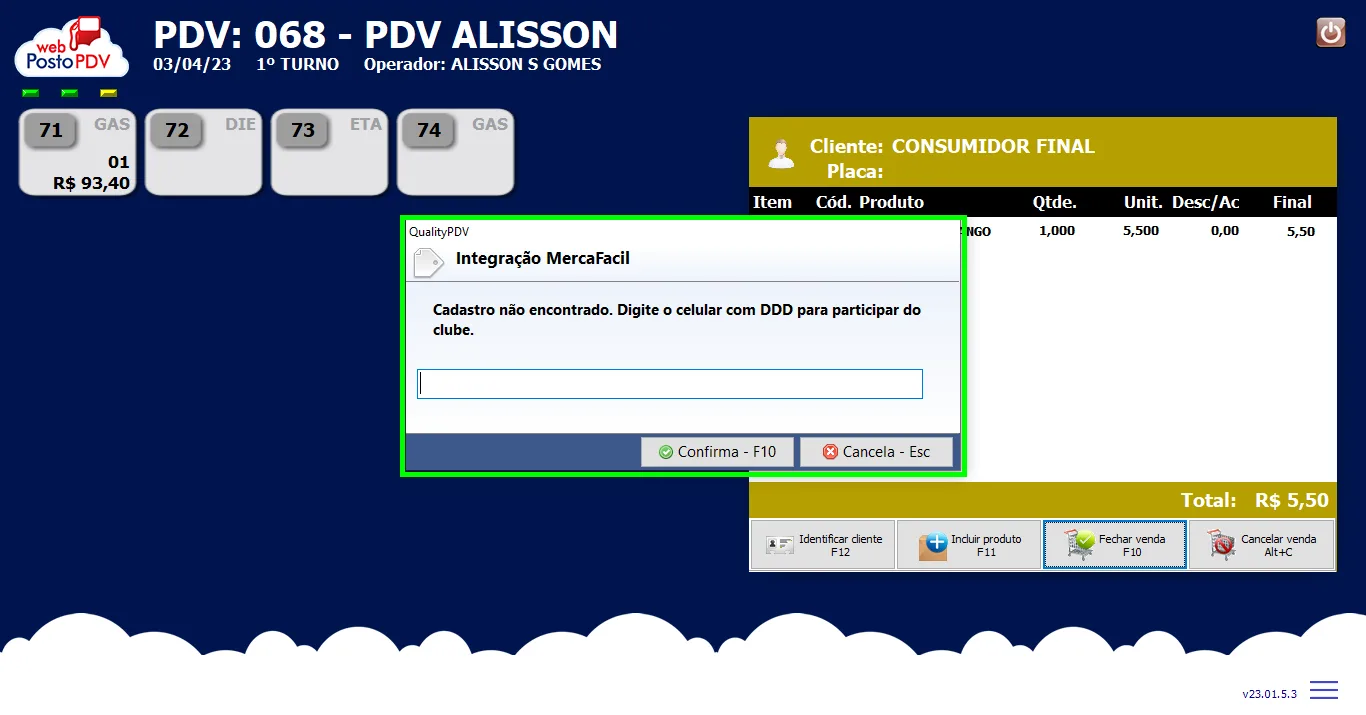 web
PostoPDV
PDV: 068 - PDV ALISSON
03/04/23 1º TURNO Operador: ALISSON S GOMES
71 GAS
01
R$ 93,40
72 DIE
73 ETA
74 GAS
Cliente: CONSUMIDOR FINAL
Placa:
Item Cód. Produto Qtde. Unit. Desc/Ac Final
NGO 1,000 5,500 0,00 5,50
QualityPDV
Integração MercaFacil
Cadastro não encontrado. Digite o celular com DDD para participar do
clube.
Confirma - F10
Cancela - Esc
Total: R$ 5,50
Identificar cliente
F12
Incluir produto
F11
Fechar venda
F10
Cancelar venda
Alt+C
v23.01.5.3